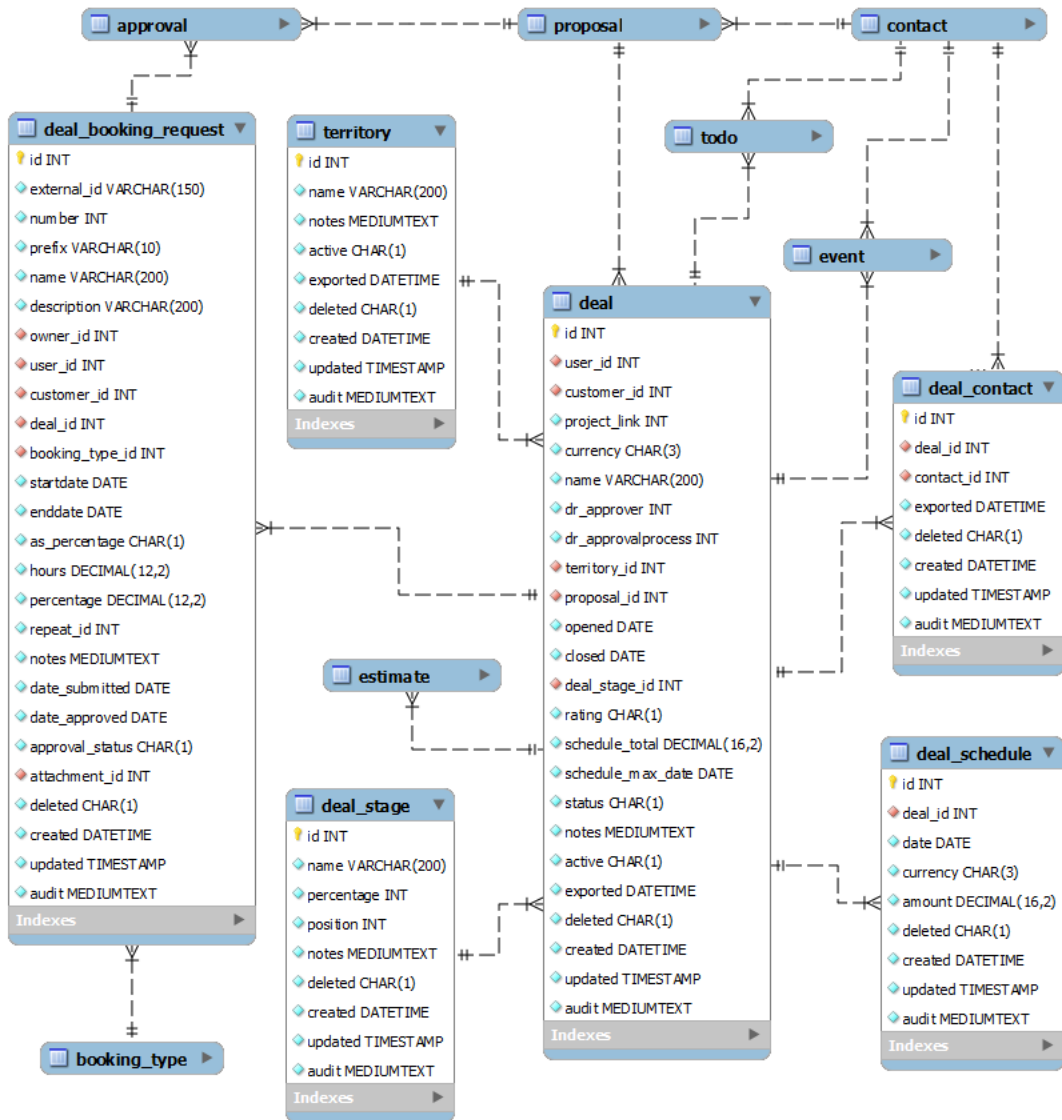 approval
proposal
contact
deal_booking_request
id INT
external_id VARCHAR(150)
number INT
prefix VARCHAR(10)
name VARCHAR(200)
description VARCHAR(200)
owner_id INT
user_id INT
customer_id INT
deal_id INT
booking_type_id INT
startdate DATE
enddate DATE
as_percentage CHAR(1)
hours DECIMAL(12,2)
percentage DECIMAL(12,2)
repeat_id INT
notes MEDIUMTEXT
date_submitted DATE
date_approved DATE
approval_status CHAR(1)
attachment_id INT
deleted CHAR(1)
created DATETIME
updated TIMESTAMP
audit MEDIUMTEXT
Indexes
booking_type
territory
id INT
name VARCHAR(200)
notes MEDIUMTEXT
active CHAR(1)
exported DATETIME
deleted CHAR(1)
created DATETIME
updated TIMESTAMP
audit MEDIUMTEXT
Indexes
estimate
deal_stage
id INT
name VARCHAR(200)
percentage INT
position INT
notes MEDIUMTEXT
deleted CHAR(1)
created DATETIME
updated TIMESTAMP
audit MEDIUMTEXT
Indexes
todo
event
deal
id INT
user_id INT
customer_id INT
project_link INT
currency CHAR(3)
name VARCHAR(200)
dr_approver INT
dr_approvalprocess INT
territory_id INT
proposal_id INT
opened DATE
closed DATE
deal_stage_id INT
rating CHAR(1)
schedule_total DECIMAL(16,2)
schedule_max_date DATE
status CHAR(1)
notes MEDIUMTEXT
active CHAR(1)
exported DATETIME
deleted CHAR(1)
created DATETIME
updated TIMESTAMP
audit MEDIUMTEXT
Indexes
deal_contact
id INT
deal_id INT
contact_id INT
exported DATETIME
deleted CHAR(1)
created DATETIME
updated TIMESTAMP
audit MEDIUMTEXT
Indexes
deal_schedule
id INT
deal_id INT
date DATE
currency CHAR(3)
amount DECIMAL(16,2)
deleted CHAR(1)
created DATETIME
updated TIMESTAMP
audit MEDIUMTEXT
Indexes